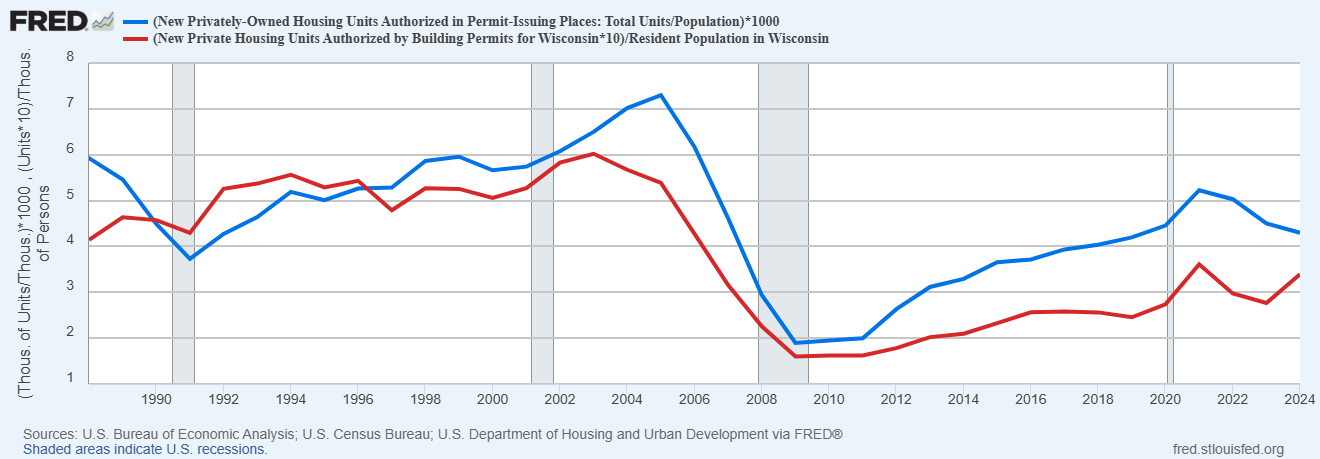 FRED
(New Privately-Owned Housing Units Authorized in Permit-Issuing Places: Total Units/Population)*1000
(New Private Housing Units Authorized by Building Permits for Wisconsin*10)/Resident Population in Wisconsin
(Thous. of Units/Thous.)*1000 , (Units*10)/Thous.
of Persons
8
7
6
5
4
3
2
1
1990 1992 1994 1996 1998 2000 2002 2004 2006 2008 2010 2012 2014 2016 2018 2020 2022 2024
Sources: U.S. Bureau of Economic Analysis; U.S. Census Bureau; U.S. Department of Housing and Urban Development via FRED®
Shaded areas indicate U.S. recessions.
fred.stlouisfed.org